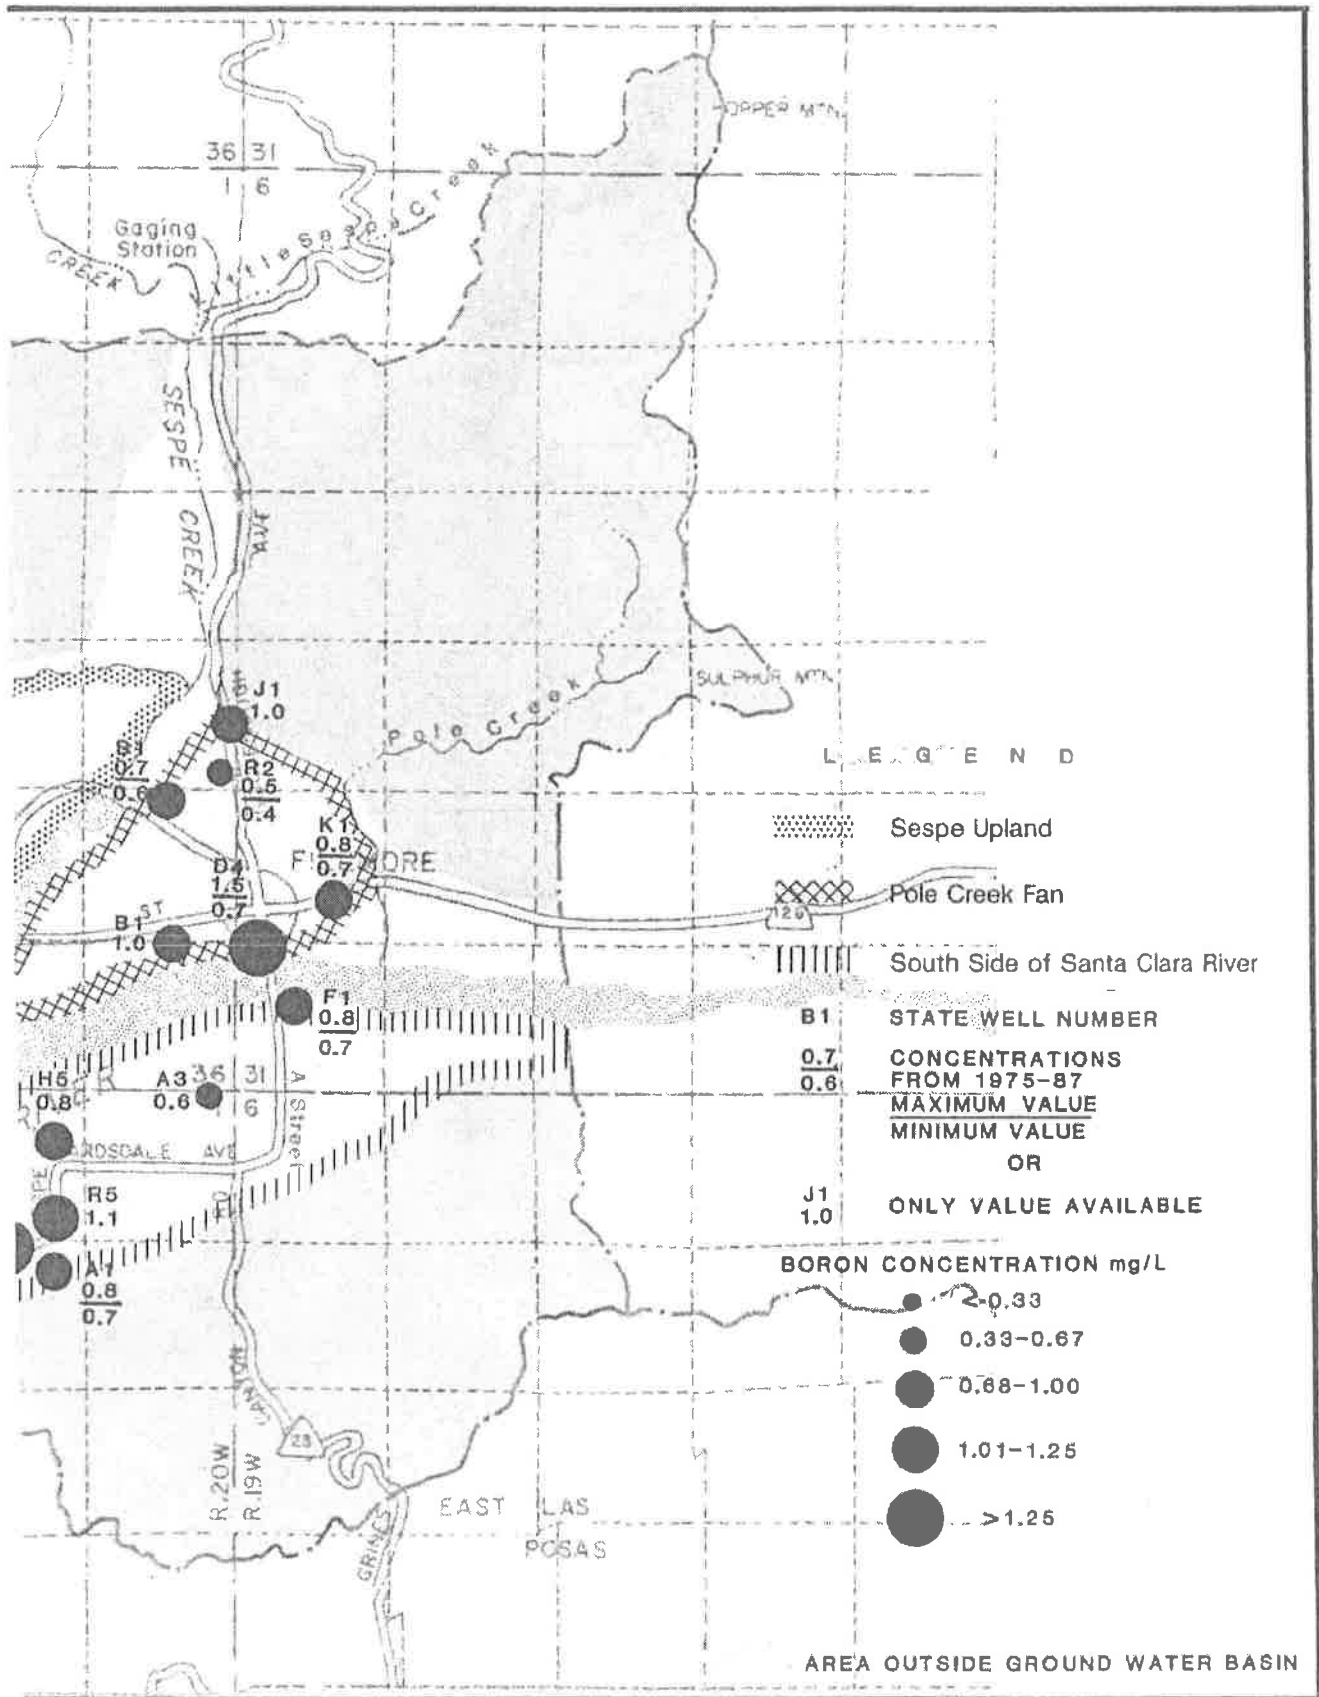 36 31
1 6
Little Sespe Creek
Gaging
Station
CREEK
SESPE
CREEK
AVE
SULPHUR MTN
J1
1.0
Pole Creek
0.7
0.6
R2
0.5
0.4
K1
0.8
0.7
D4
1.5
0.7
ST
B1
1.0
F1
0.8
0.7
H5
0.8
A3
0.6
36 31
6
A Street
AVE
R5
1.1
A1
0.8
0.7
CANYON
23
R.20W
R.19W
GRIMES
EAST LAS
POSAS
126
LEGEND
Sespe Upland
Pole Creek Fan
South Side of Santa Clara River
B1 STATE WELL NUMBER
0.7
0.6
CONCENTRATIONS
FROM 1975-87
MAXIMUM VALUE
MINIMUM VALUE
OR
J1
1.0
ONLY VALUE AVAILABLE
BORON CONCENTRATION mg/L
<0.33
0.33-0.67
0.68-1.00
1.01-1.25
>1.25
AREA OUTSIDE GROUND WATER BASIN